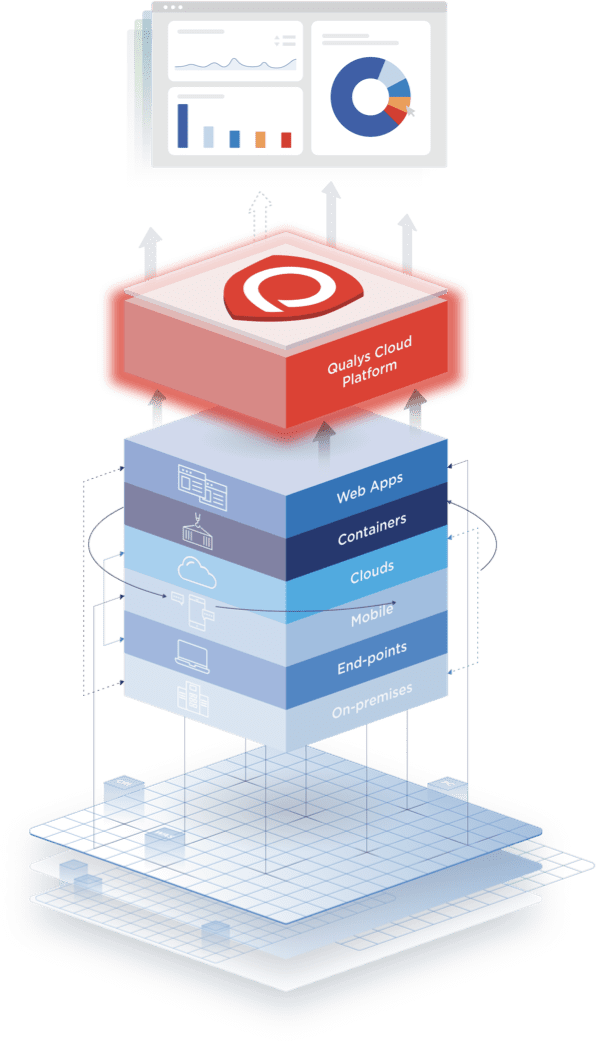 Qualys Cloud
Platform
Web Apps
Containers
Clouds
Mobile
End-points
On-premises